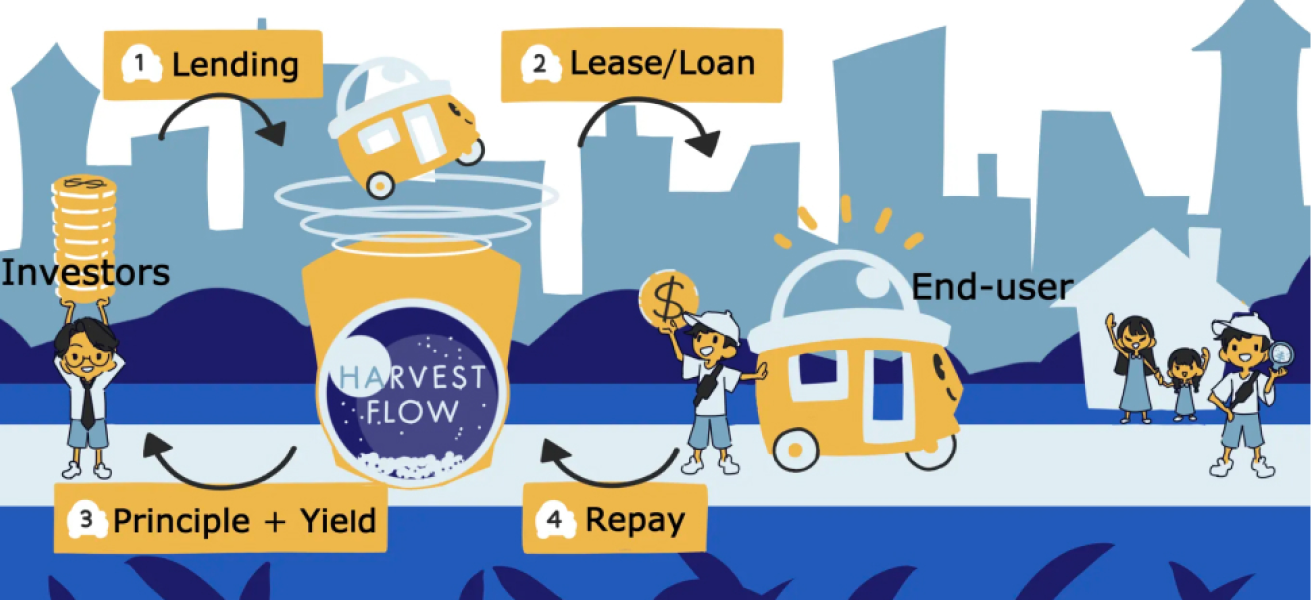 1 Lending
2 Lease/Loan
$$
Investors
$
End-user
HARVEST
FLOW
3 Principle + Yield
4 Repay